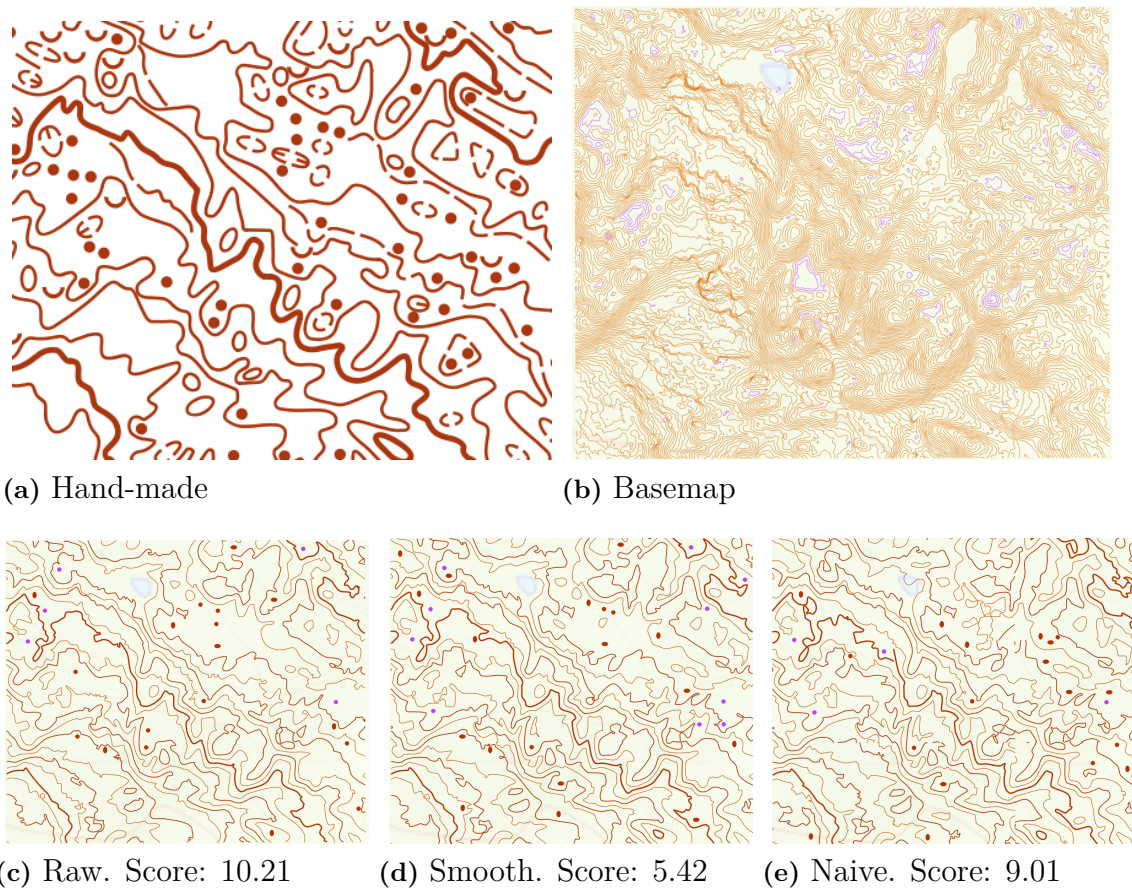 (a) Hand-made
(b) Basemap
(c) Raw. Score: 10.21
(d) Smooth. Score: 5.42
(e) Naive. Score: 9.01